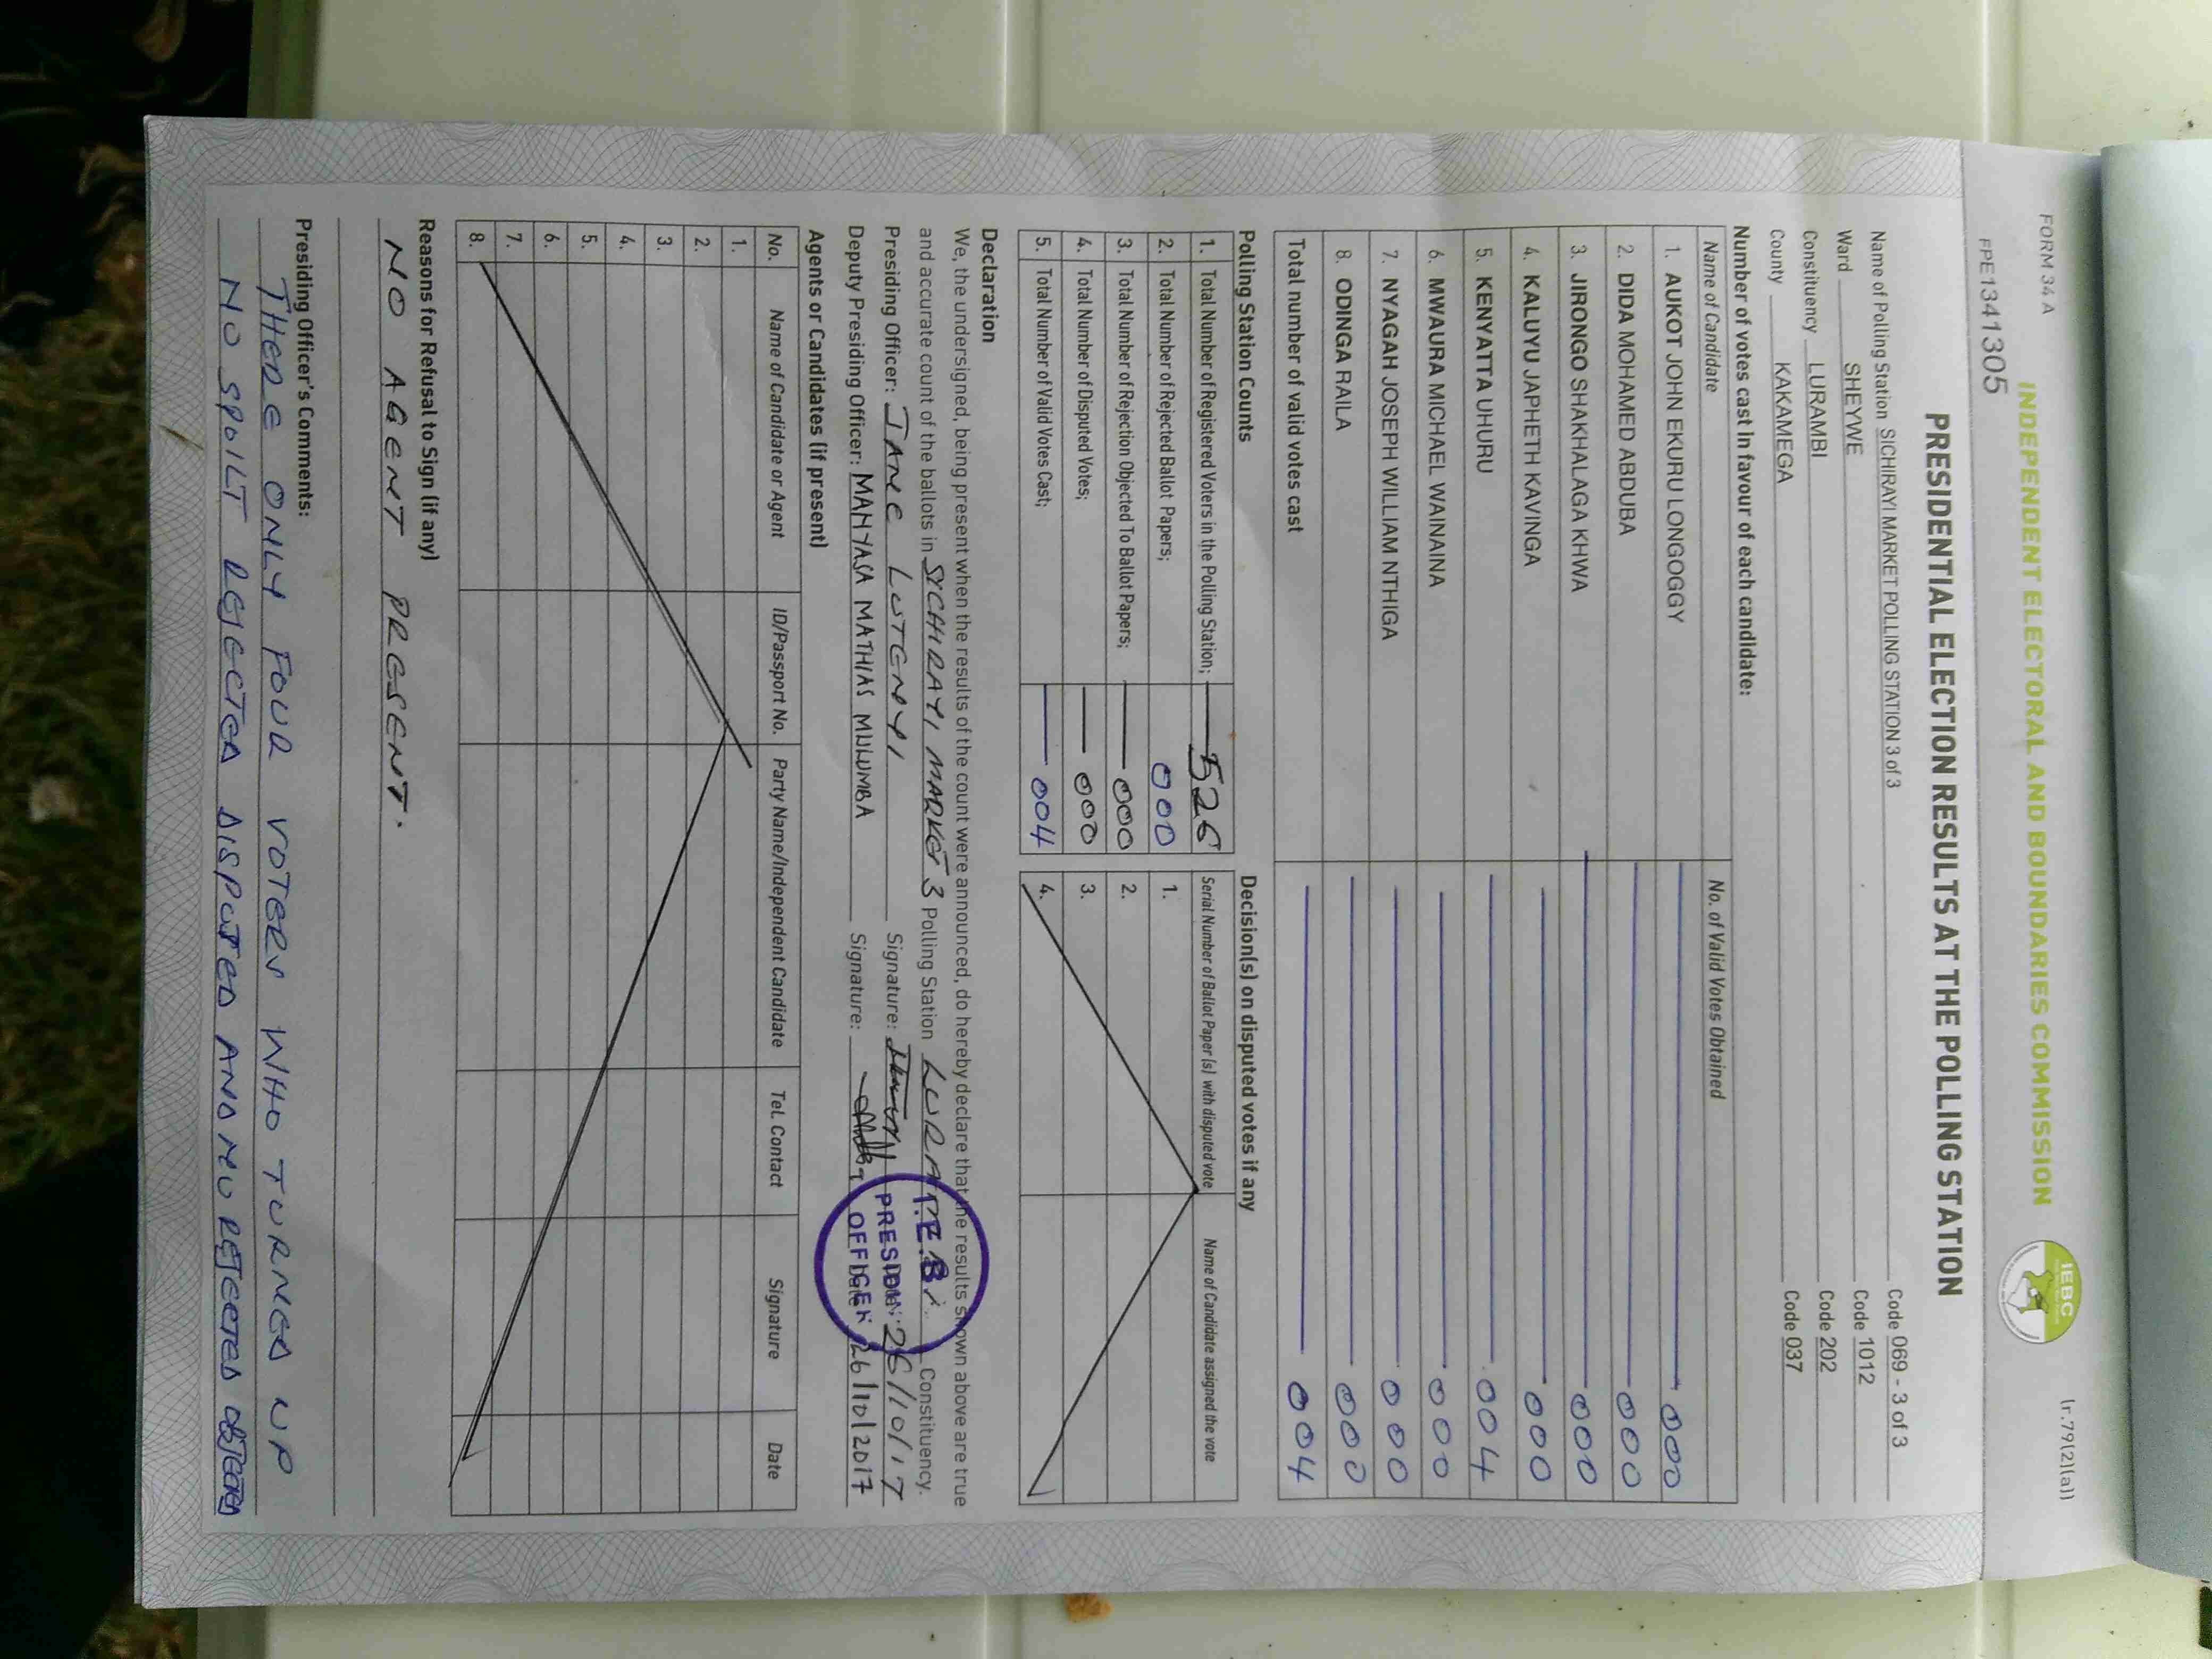 FORM 34 A
Ir.79(2)(a))
INDEPENDENT ELECTORAL AND BOUNDARIES COMMISSION
IEBC
FPE1341305
PRESIDENTIAL ELECTION RESULTS AT THE POLLING STATION
Name of Polling Station SICHIRAYI MARKET POLLING STATION 3 of 3 Code 069 - 3 of 3
Ward SHEYWE Code 1012
Constituency LURAMBI Code 202
County KAKAMEGA Code 037
Number of votes cast in favour of each candidate:
Name of Candidate No. of Valid Votes Obtained
1. AUKOT JOHN EKURU LONGOGGY 000
2. DIDA MOHAMED ABDUBA 000
3. JIRONGO SHAKHALAGA KHWA 000
4. KALUYU JAPHETH KAVINGA 000
5. KENYATTA UHURU 004
6. MWAURA MICHAEL WAINAINA 000
7. NYAGAH JOSEPH WILLIAM NTHIGA 000
8. ODINGA RAILA 000
Total number of valid votes cast 004
Polling Station Counts
1. Total Number of Registered Voters in the Polling Station; 526
2. Total Number of Rejected Ballot Papers; 000
3. Total Number of Rejection Objected To Ballot Papers; 000
4. Total Number of Disputed Votes; 000
5. Total Number of Valid Votes Cast; 004
Decision(s) on disputed votes if any
Serial Number of Ballot Paper (s) with disputed vote Name of Candidate assigned the vote
1.
2.
3.
4.
Declaration
We, the undersigned, being present when the results of the count were announced, do hereby declare that the results shown above are true
and accurate count of the ballots in SICHIRAYI MARKET 3 Polling Station LURAMBI Constituency.
Presiding Officer: JANE LUTENYI Signature: Date: 26/10/17
Deputy Presiding Officer: MAHYASA MATHIAS MULUMBA Signature: Date: 26/10/2017
I.E.B.
PRESIDING
OFFICER
Agents or Candidates (if present)
No. Name of Candidate or Agent ID/Passport No. Party Name/Independent Candidate Tel. Contact Signature Date
1.
2.
3.
4.
5.
6.
7.
8.
Reasons for Refusal to Sign (if any)
NO AGENT PRESENT.
Presiding Officer's Comments:
THERE ONLY FOUR VOTERS WHO TURNED UP
NO SPOILT REJECTED DISPUTED AND NO REJECTED OBJECTED